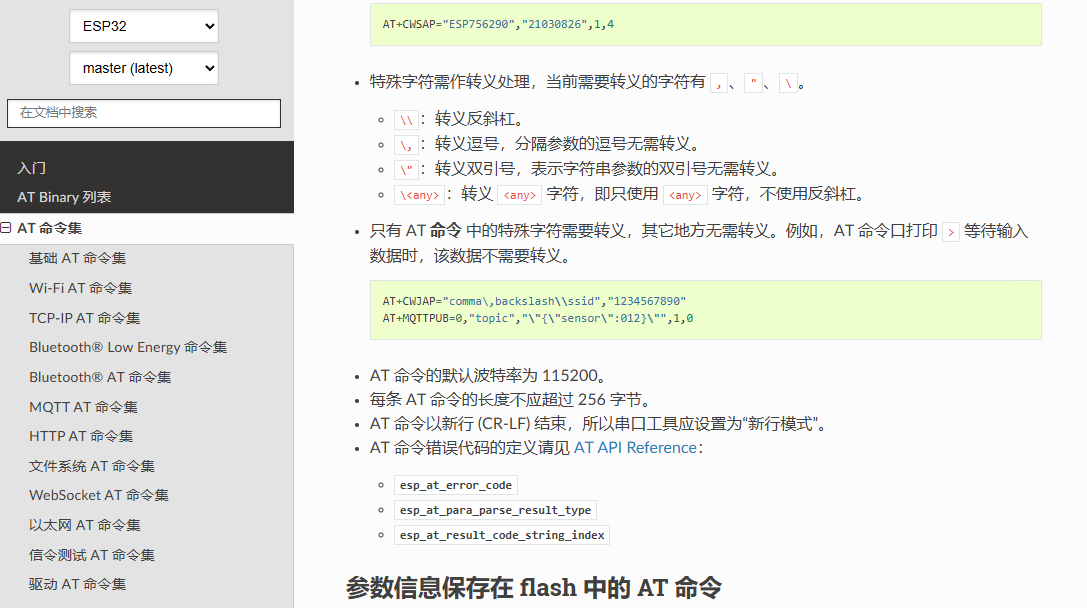 ESP32
master (latest)
在文档中搜索
入门
AT Binary 列表
AT 命令集
基础 AT 命令集
Wi-Fi AT 命令集
TCP-IP AT 命令集
Bluetooth® Low Energy 命令集
Bluetooth® AT 命令集
MQTT AT 命令集
HTTP AT 命令集
文件系统 AT 命令集
WebSocket AT 命令集
以太网 AT 命令集
信令测试 AT 命令集
驱动 AT 命令集
AT+CWSAP="ESP756290","21030826",1,4
特殊字符需作转义处理，当前需要转义的字符有 ,、"、\。
\\：转义反斜杠。
\,：转义逗号，分隔参数的逗号无需转义。
\"：转义双引号，表示字符串参数的双引号无需转义。
\<any>：转义 <any> 字符，即只使用 <any> 字符，不使用反斜杠。
只有 AT 命令 中的特殊字符需要转义，其它地方无需转义。例如，AT 命令口打印 > 等待输入
数据时，该数据不需要转义。
AT+CWJAP="comma\,backslash\\ssid","1234567890"
AT+MQTTPUB=0,"topic","\"{\"sensor\":012}\"",1,0
AT 命令的默认波特率为 115200。
每条 AT 命令的长度不应超过 256 字节。
AT 命令以新行 (CR-LF) 结束，所以串口工具应设置为“新行模式”。
AT 命令错误代码的定义请见 AT API Reference：
esp_at_error_code
esp_at_para_parse_result_type
esp_at_result_code_string_index
参数信息保存在 flash 中的 AT 命令